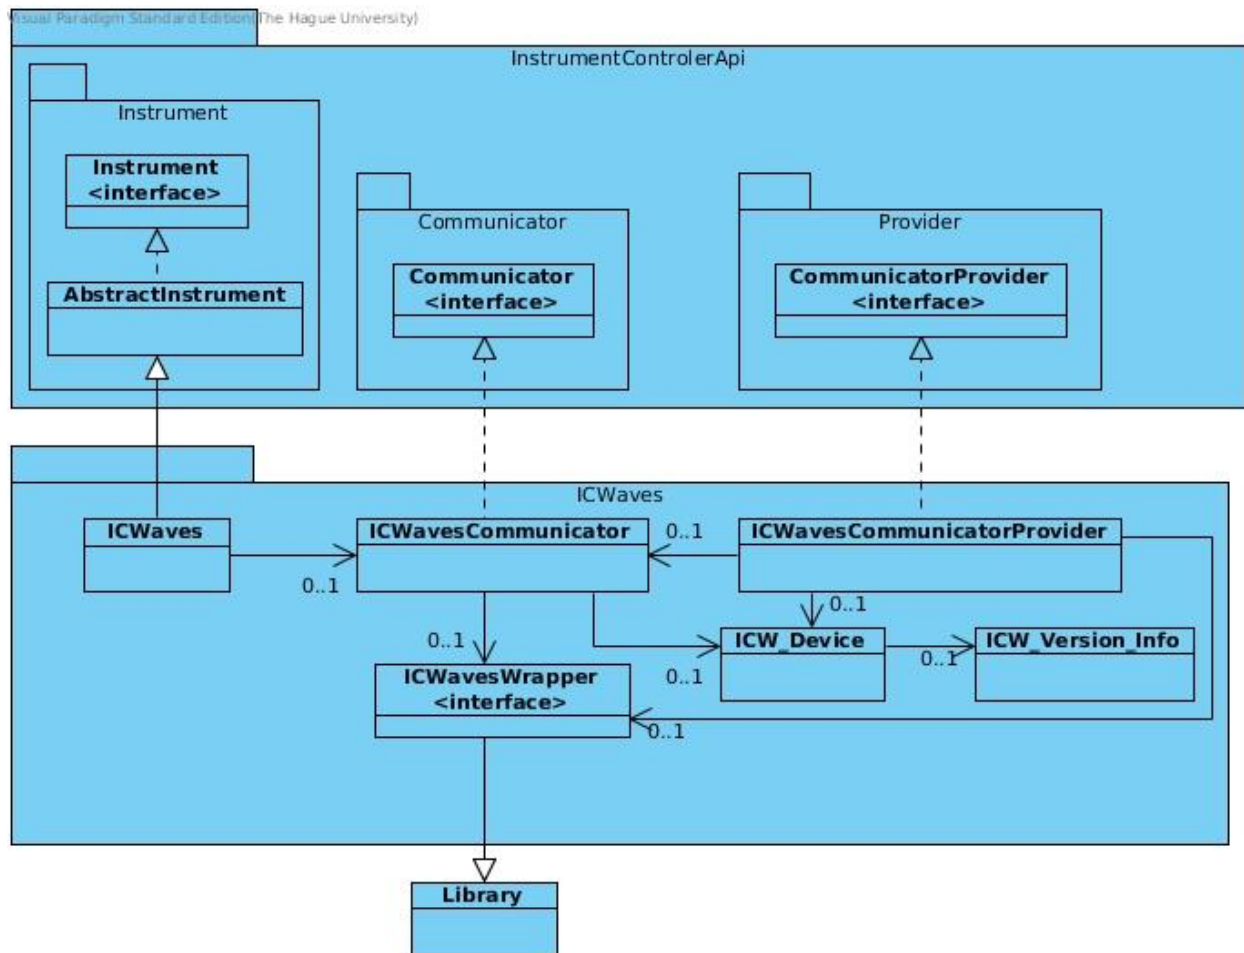 Visual Paradigm Standard Edition(The Hague University)
InstrumentControlerApi
Instrument
Instrument
<interface>
AbstractInstrument
Communicator
Communicator
<interface>
Provider
CommunicatorProvider
<interface>
ICWaves
ICWaves
ICWavesCommunicator
ICWavesCommunicatorProvider
0..1
0..1
0..1
0..1
ICW_Device
ICW_Version_Info
0..1
0..1
ICWavesWrapper
<interface>
0..1
Library